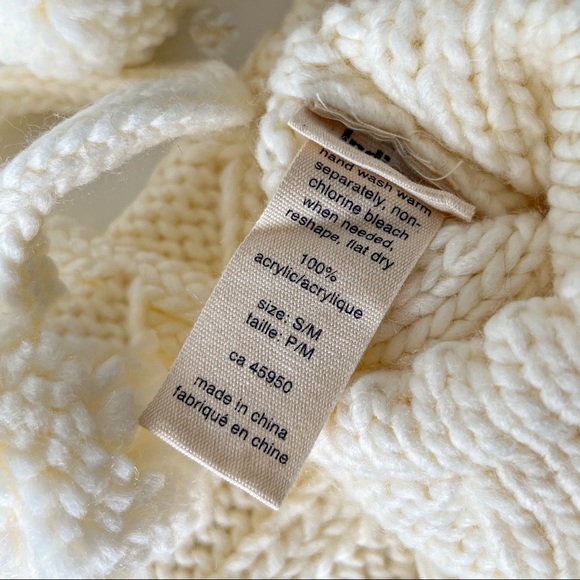 hand wash warm
separately, non-
chlorine bleach
when needed,
reshape, flat dry
100%
acrylic/acrylique
size: S/M
taille: P/M
ca 45950
made in china
fabriqué en chine